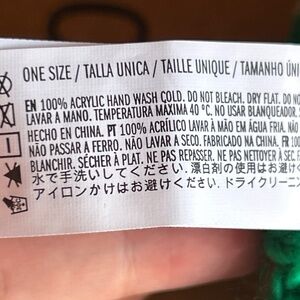 ONE SIZE / TALLA UNICA / TAILLE UNIQUE / TAMANHO ÚNI
EN 100% ACRYLIC HAND WASH COLD. DO NOT BLEACH. DRY FLAT. DO NO
LAVAR A MANO. TEMPERATURA MÁXIMA 40 °C. NO USAR BLANQUEADOR. S
HECHO EN CHINA. PT 100% ACRÍLICO LAVAR À MÃO EM ÁGUA FRIA. NÃO
NÃO PASSAR A FERRO. NÃO LAVAR A SECO. FABRICADO NA CHINA. FR 100
BLANCHIR. SÉCHER À PLAT. NE PAS REPASSER. NE PAS NETTOYER À SEC. F
水で手洗いしてください。漂白剤の使用はお避けくだ
アイロンかけはお避けください。ドライクリーニン